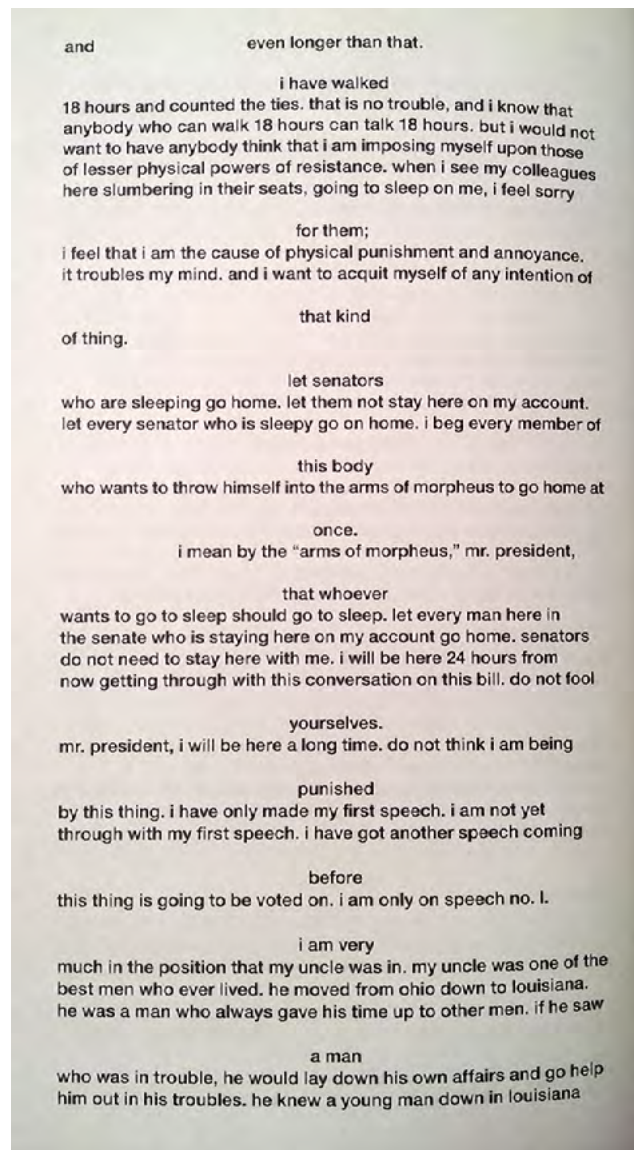 and even longer than that.
i have walked
18 hours and counted the ties. that is no trouble, and i know that
anybody who can walk 18 hours can talk 18 hours. but i would not
want to have anybody think that i am imposing myself upon those
of lesser physical powers of resistance. when i see my colleagues
here slumbering in their seats, going to sleep on me, i feel sorry
for them;
i feel that i am the cause of physical punishment and annoyance.
it troubles my mind. and i want to acquit myself of any intention of
that kind
of thing.
let senators
who are sleeping go home. let them not stay here on my account.
let every senator who is sleepy go on home. i beg every member of
this body
who wants to throw himself into the arms of morpheus to go home at
once.
i mean by the “arms of morpheus,” mr. president,
that whoever
wants to go to sleep should go to sleep. let every man here in
the senate who is staying here on my account go home. senators
do not need to stay here with me. i will be here 24 hours from
now getting through with this conversation on this bill. do not fool
yourselves.
mr. president, i will be here a long time. do not think i am being
punished
by this thing. i have only made my first speech. i am not yet
through with my first speech. i have got another speech coming
before
this thing is going to be voted on. i am only on speech no. I.
i am very
much in the position that my uncle was in. my uncle was one of the
best men who ever lived. he moved from ohio down to louisiana.
he was a man who always gave his time up to other men. if he saw
a man
who was in trouble, he would lay down his own affairs and go help
him out in his troubles. he knew a young man down in louisiana